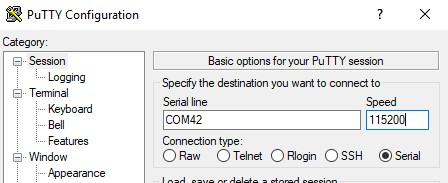 PuTTY Configuration
?
Category:
Session
Logging
Terminal
Keyboard
Bell
Features
Window
Appearance
Basic options for your PuTTY session
Specify the destination you want to connect to
Serial line
Speed
COM42
115200
Connection type:
Raw
Telnet
Rlogin
SSH
Serial
Load, save or delete a stored session